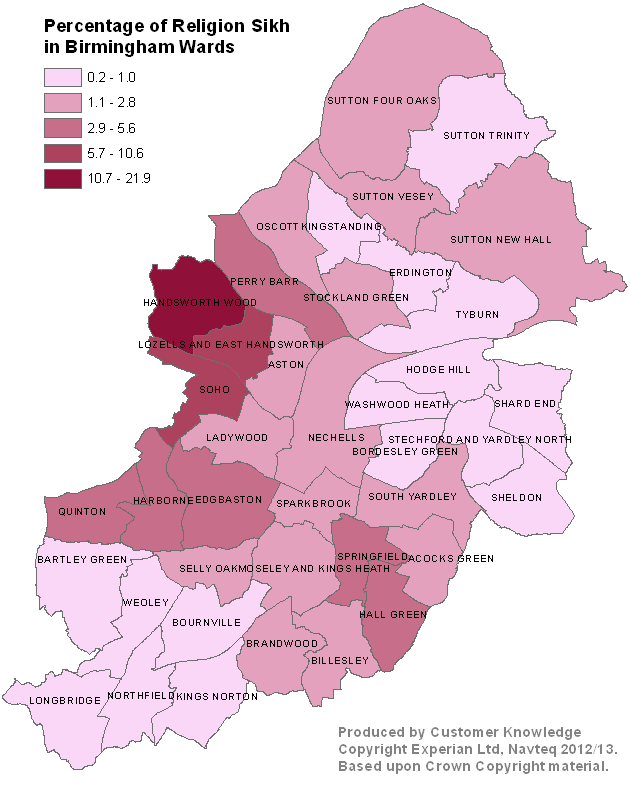 Percentage of Religion Sikh
in Birmingham Wards
0.2 - 1.0
1.1 - 2.8
2.9 - 5.6
5.7 - 10.6
10.7 - 21.9
SUTTON FOUR OAKS
SUTTON TRINITY
SUTTON VESEY
OSCOTT
KINGSTANDING
SUTTON NEW HALL
ERDINGTON
PERRY BARR
STOCKLAND GREEN
HANDSWORTH WOOD
TYBURN
LOZELLS AND EAST HANDSWORTH
ASTON
HODGE HILL
SOHO
WASHWOOD HEATH
SHARD END
LADYWOOD
NECHELLS
STECHFORD AND YARDLEY NORTH
BORDESLEY GREEN
HARBORNE
EDGBASTON
SPARKBROOK
SOUTH YARDLEY
SHELDON
QUINTON
BARTLEY GREEN
SPRINGFIELD
ACOCKS GREEN
SELLY OAK
MOSELEY AND KINGS HEATH
WEOLEY
BOURNVILLE
HALL GREEN
BRANDWOOD
BILLESLEY
LONGBRIDGE
NORTHFIELD
KINGS NORTON
Produced by Customer Knowledge
Copyright Experian Ltd, Navteq 2012/13.
Based upon Crown Copyright material.